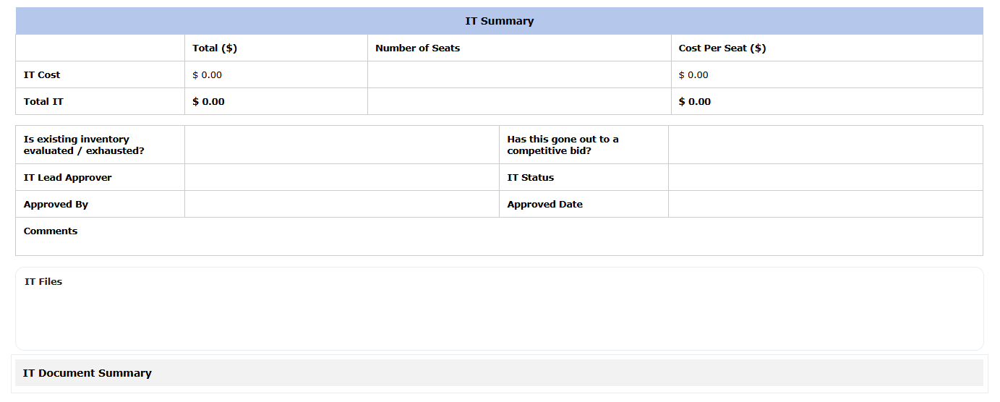 IT Summary
Total ($) Number of Seats Cost Per Seat ($)
IT Cost $ 0.00 $ 0.00
Total IT $ 0.00 $ 0.00
Is existing inventory
evaluated / exhausted?
Has this gone out to a
competitive bid?
IT Lead Approver IT Status
Approved By Approved Date
Comments
IT Files
IT Document Summary